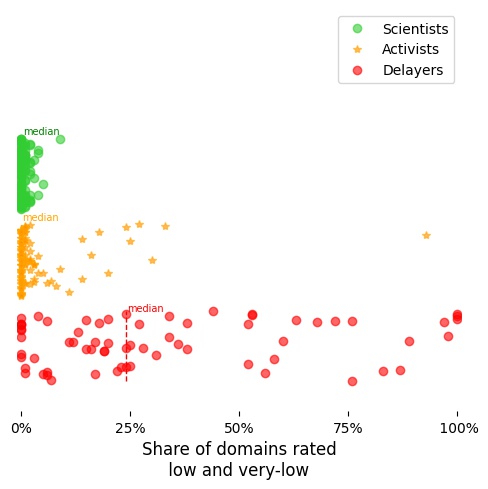 Scientists
Activists
Delayers
median
median
median
0%
25%
50%
75%
100%
Share of domains rated
low and very-low